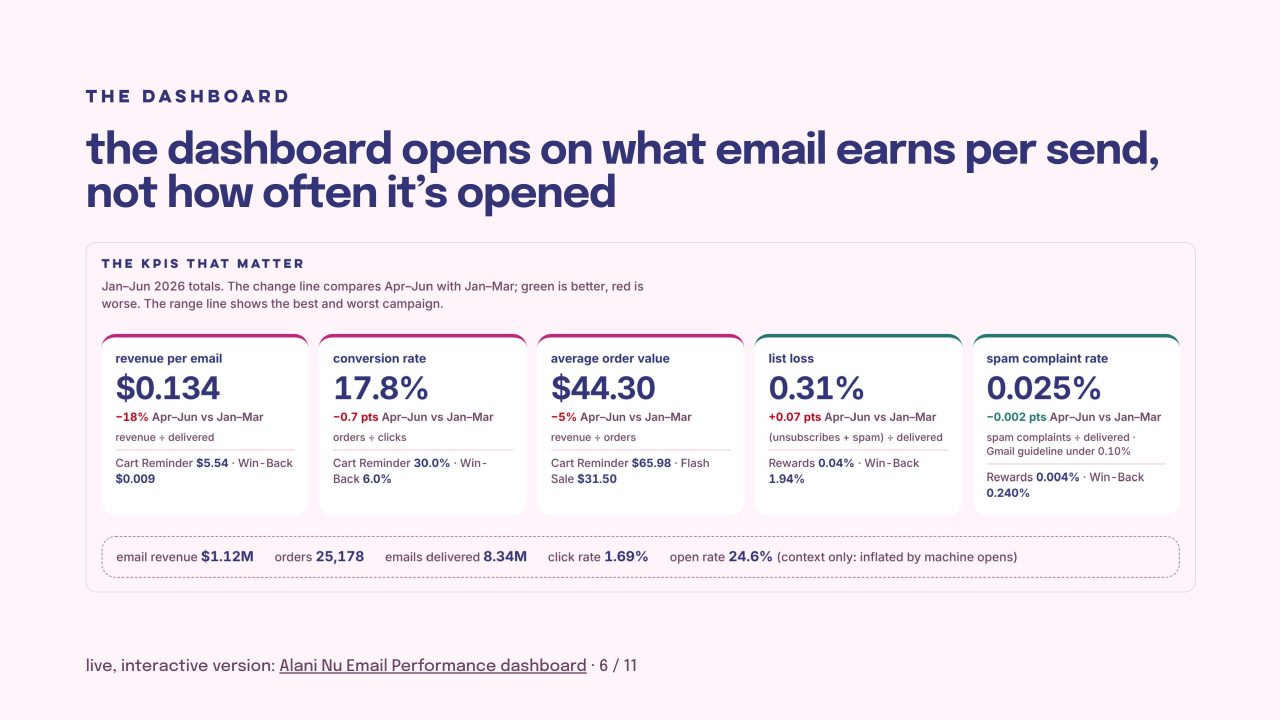 THE DASHBOARD
the dashboard opens on what email earns per send,
not how often it’s opened
THE KPIS THAT MATTER
Jan–Jun 2026 totals. The change line compares Apr–Jun with Jan–Mar; green is better, red is
worse. The range line shows the best and worst campaign.
revenue per email
$0.134
−18% Apr–Jun vs Jan–Mar
revenue ÷ delivered
Cart Reminder $5.54 · Win-Back
$0.009
conversion rate
17.8%
−0.7 pts Apr–Jun vs Jan–Mar
orders ÷ clicks
Cart Reminder 30.0% · Win-
Back 6.0%
average order value
$44.30
−5% Apr–Jun vs Jan–Mar
revenue ÷ orders
Cart Reminder $65.98 · Flash
Sale $31.50
list loss
0.31%
+0.07 pts Apr–Jun vs Jan–Mar
(unsubscribes + spam) ÷ delivered
Rewards 0.04% · Win-Back
1.94%
spam complaint rate
0.025%
−0.002 pts Apr–Jun vs Jan–Mar
spam complaints ÷ delivered ·
Gmail guideline under 0.10%
Rewards 0.004% · Win-Back
0.240%
email revenue $1.12M orders 25,178 emails delivered 8.34M click rate 1.69% open rate 24.6% (context only: inflated by machine opens)
live, interactive version: Alani Nu Email Performance dashboard · 6 / 11